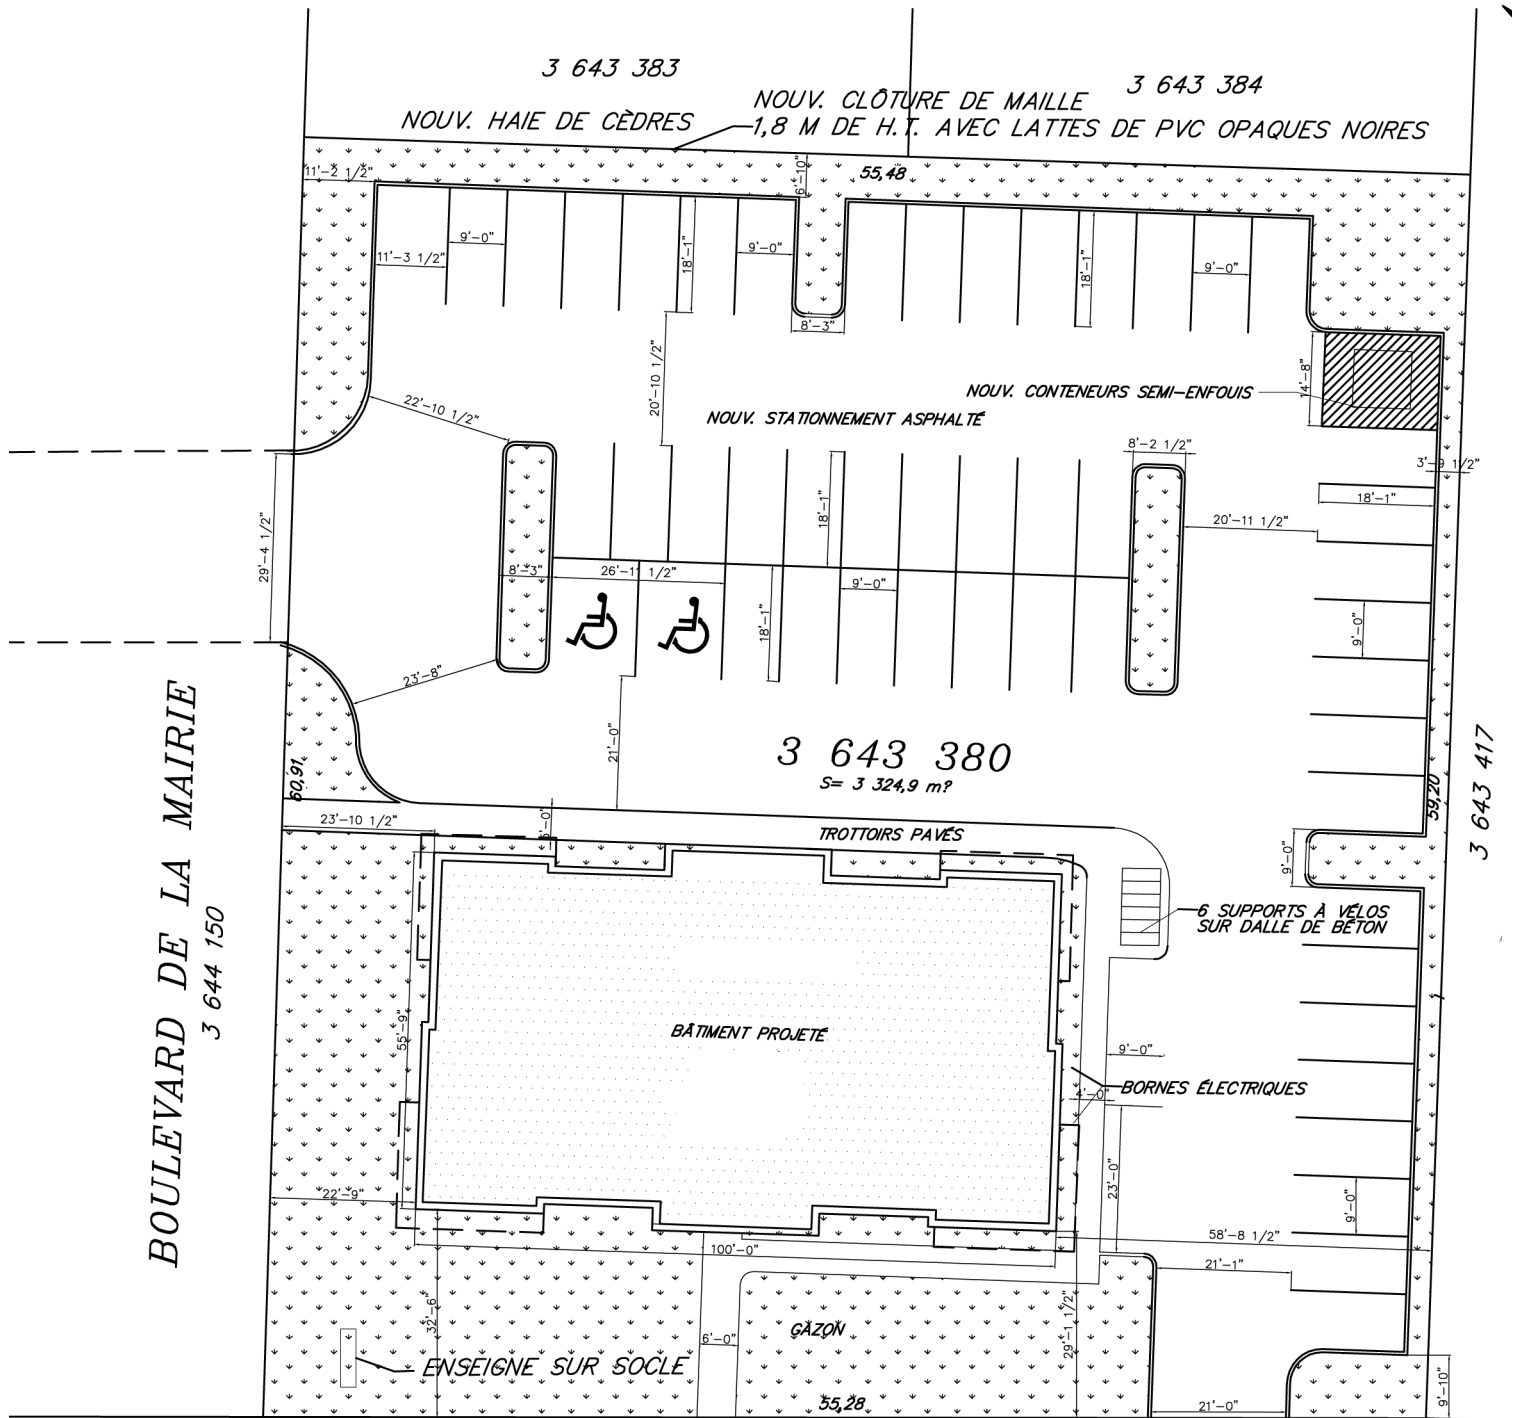 3 643 383
3 643 384
NOUV. CLÔTURE DE MAILLE
1,8 M DE H.T. AVEC LATTES DE PVC OPAQUES NOIRES
NOUV. HAIE DE CÈDRES
11'-2 1/2"
6'-10"
55,48
11'-3 1/2"
9'-0"
18'-1"
9'-0"
18'-1"
9'-0"
8'-3"
20'-10 1/2"
22'-10 1/2"
NOUV. CONTENEURS SEMI-ENFOUIS
14'-8"
NOUV. STATIONNEMENT ASPHALTÉ
8'-2 1/2"
3'-9 1/2"
18'-1"
18'-1"
20'-11 1/2"
29'-4 1/2"
8'-3"
26'-11 1/2"
9'-0"
18'-1"
9'-0"
23'-8"
21'-0"
3 643 380
S= 3 324,9 m?
60,91
59,20
3 643 417
BOULEVARD DE LA MAIRIE
3 644 150
23'-10 1/2"
TROTTOIRS PAVÉS
9'-0"
6 SUPPORTS À VÉLOS
SUR DALLE DE BÉTON
55'-9"
BÂTIMENT PROJETÉ
9'-0"
BORNES ÉLECTRIQUES
4'-0"
23'-0"
9'-0"
22'-9"
100'-0"
58'-8 1/2"
21'-1"
32'-6"
6'-0"
GAZON
29'-1 1/2"
ENSEIGNE SUR SOCLE
55,28
21'-0"
9'-10"